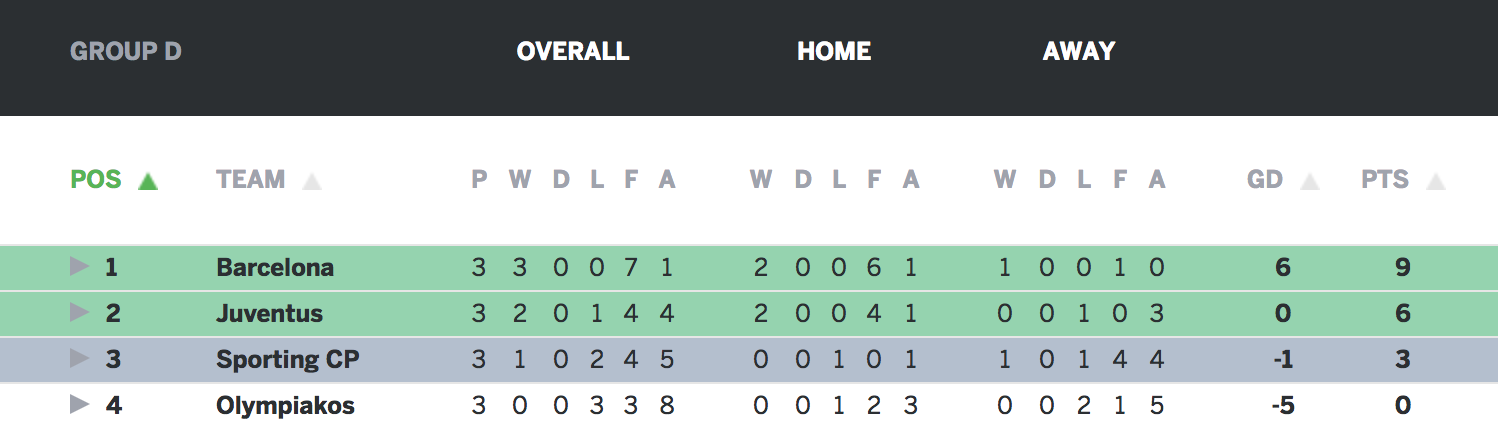 GROUP D OVERALL HOME AWAY
POS TEAM P W D L F A W D L F A W D L F A GD PTS
1 Barcelona 3 3 0 0 7 1 2 0 0 6 1 1 0 0 1 0 6 9
2 Juventus 3 2 0 1 4 4 2 0 0 4 1 0 0 1 0 3 0 6
3 Sporting CP 3 1 0 2 4 5 0 0 1 0 1 1 0 1 4 4 -1 3
4 Olympiakos 3 0 0 3 3 8 0 0 1 2 3 0 0 2 1 5 -5 0